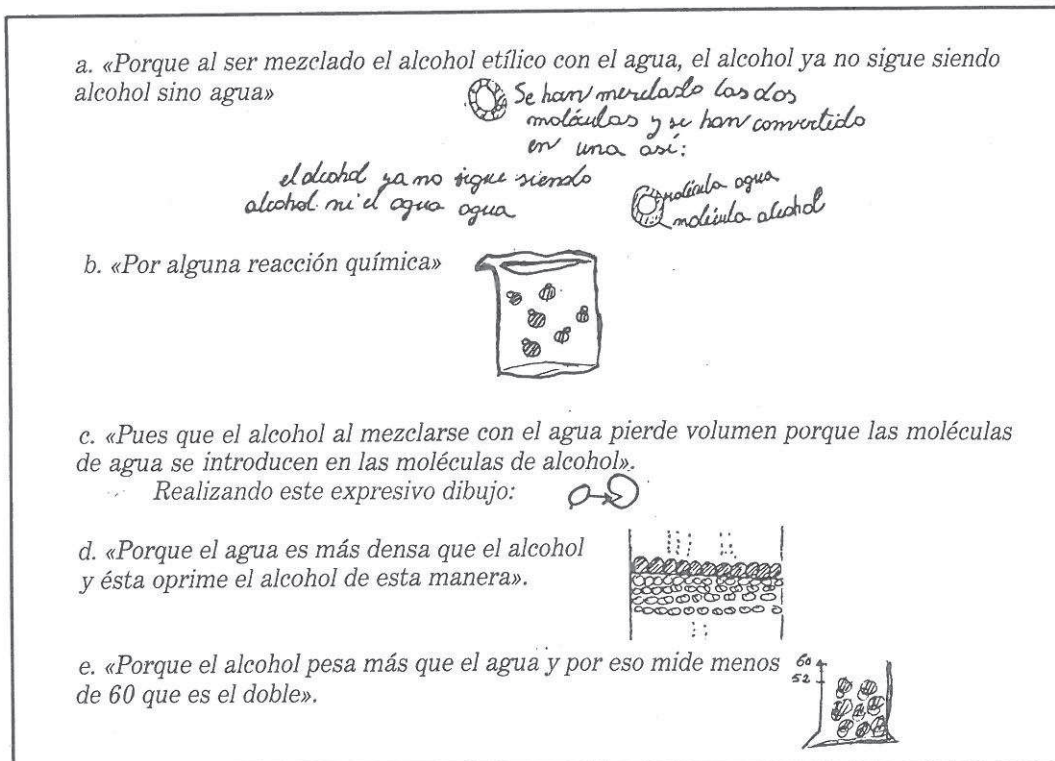 a. «Porque al ser mezclado el alcohol etílico con el agua, el alcohol ya no sigue siendo
alcohol sino agua»
Se han mezclado las dos
moléculas y se han convertido
en una así:
el alcohol ya no sigue siendo
alcohol ni el agua agua
molécula agua
molécula alcohol
b. «Por alguna reacción química»
c. «Pues que el alcohol al mezclarse con el agua pierde volumen porque las moléculas
de agua se introducen en las moléculas de alcohol».
Realizando este expresivo dibujo:
d. «Porque el agua es más densa que el alcohol
y ésta oprime el alcohol de esta manera».
e. «Porque el alcohol pesa más que el agua y por eso mide menos
de 60 que es el doble».
60
52